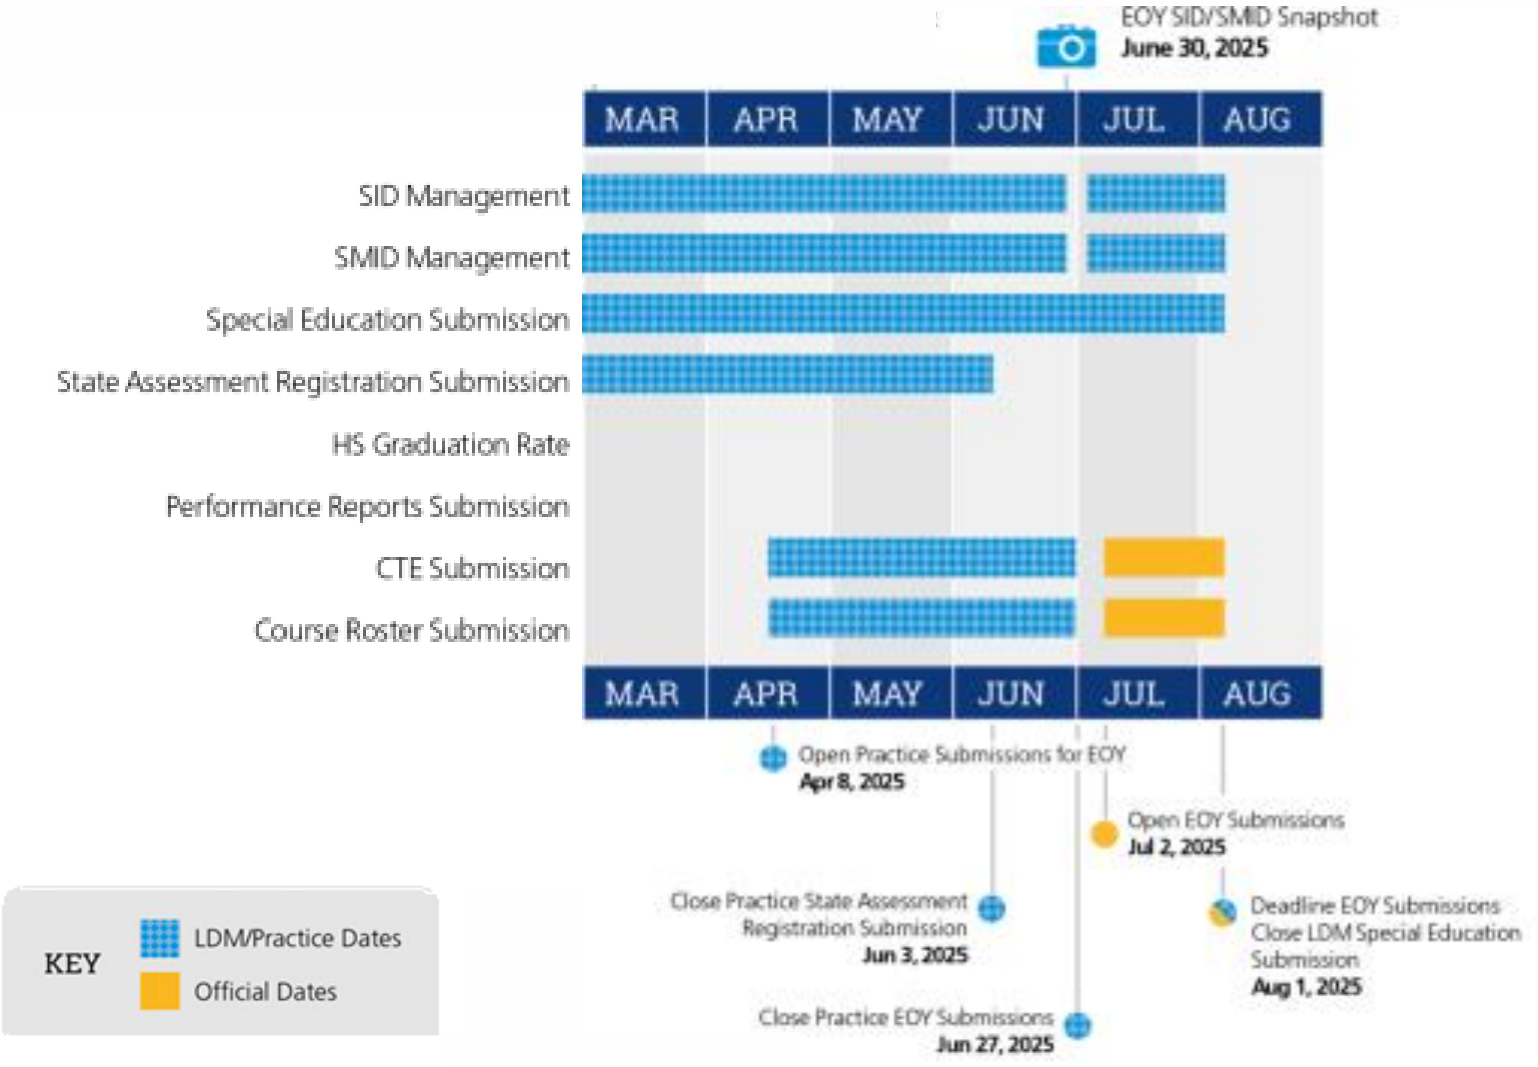 EOY SID/SMID Snapshot
June 30, 2025
MAR APR MAY JUN JUL AUG
SID Management
SMID Management
Special Education Submission
State Assessment Registration Submission
HS Graduation Rate
Performance Reports Submission
CTE Submission
Course Roster Submission
MAR APR MAY JUN JUL AUG
Open Practice Submissions for EOY
Apr 8, 2025
Open EOY Submissions
Jul 2, 2025
Close Practice State Assessment
Registration Submission
Jun 3, 2025
Deadline EOY Submissions
Close LDM Special Education
Submission
Aug 1, 2025
Close Practice EOY Submissions
Jun 27, 2025
KEY
LDM/Practice Dates
Official Dates